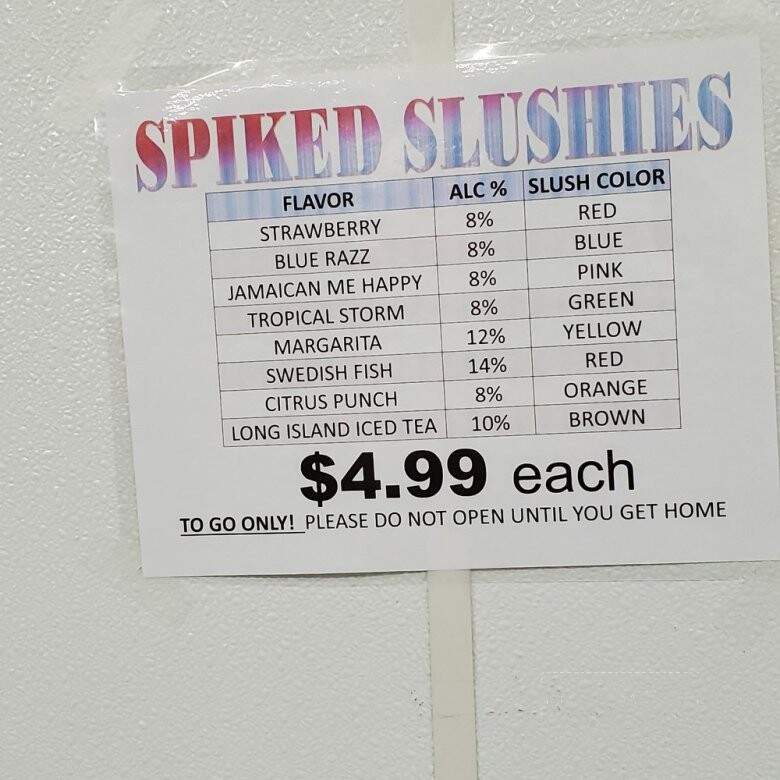 SPIKED SLUSHIES
FLAVOR ALC % SLUSH COLOR
STRAWBERRY 8% RED
BLUE RAZZ 8% BLUE
JAMAICAN ME HAPPY 8% PINK
TROPICAL STORM 8% GREEN
MARGARITA 12% YELLOW
SWEDISH FISH 14% RED
CITRUS PUNCH 8% ORANGE
LONG ISLAND ICED TEA 10% BROWN
$4.99 each
TO GO ONLY! PLEASE DO NOT OPEN UNTIL YOU GET HOME